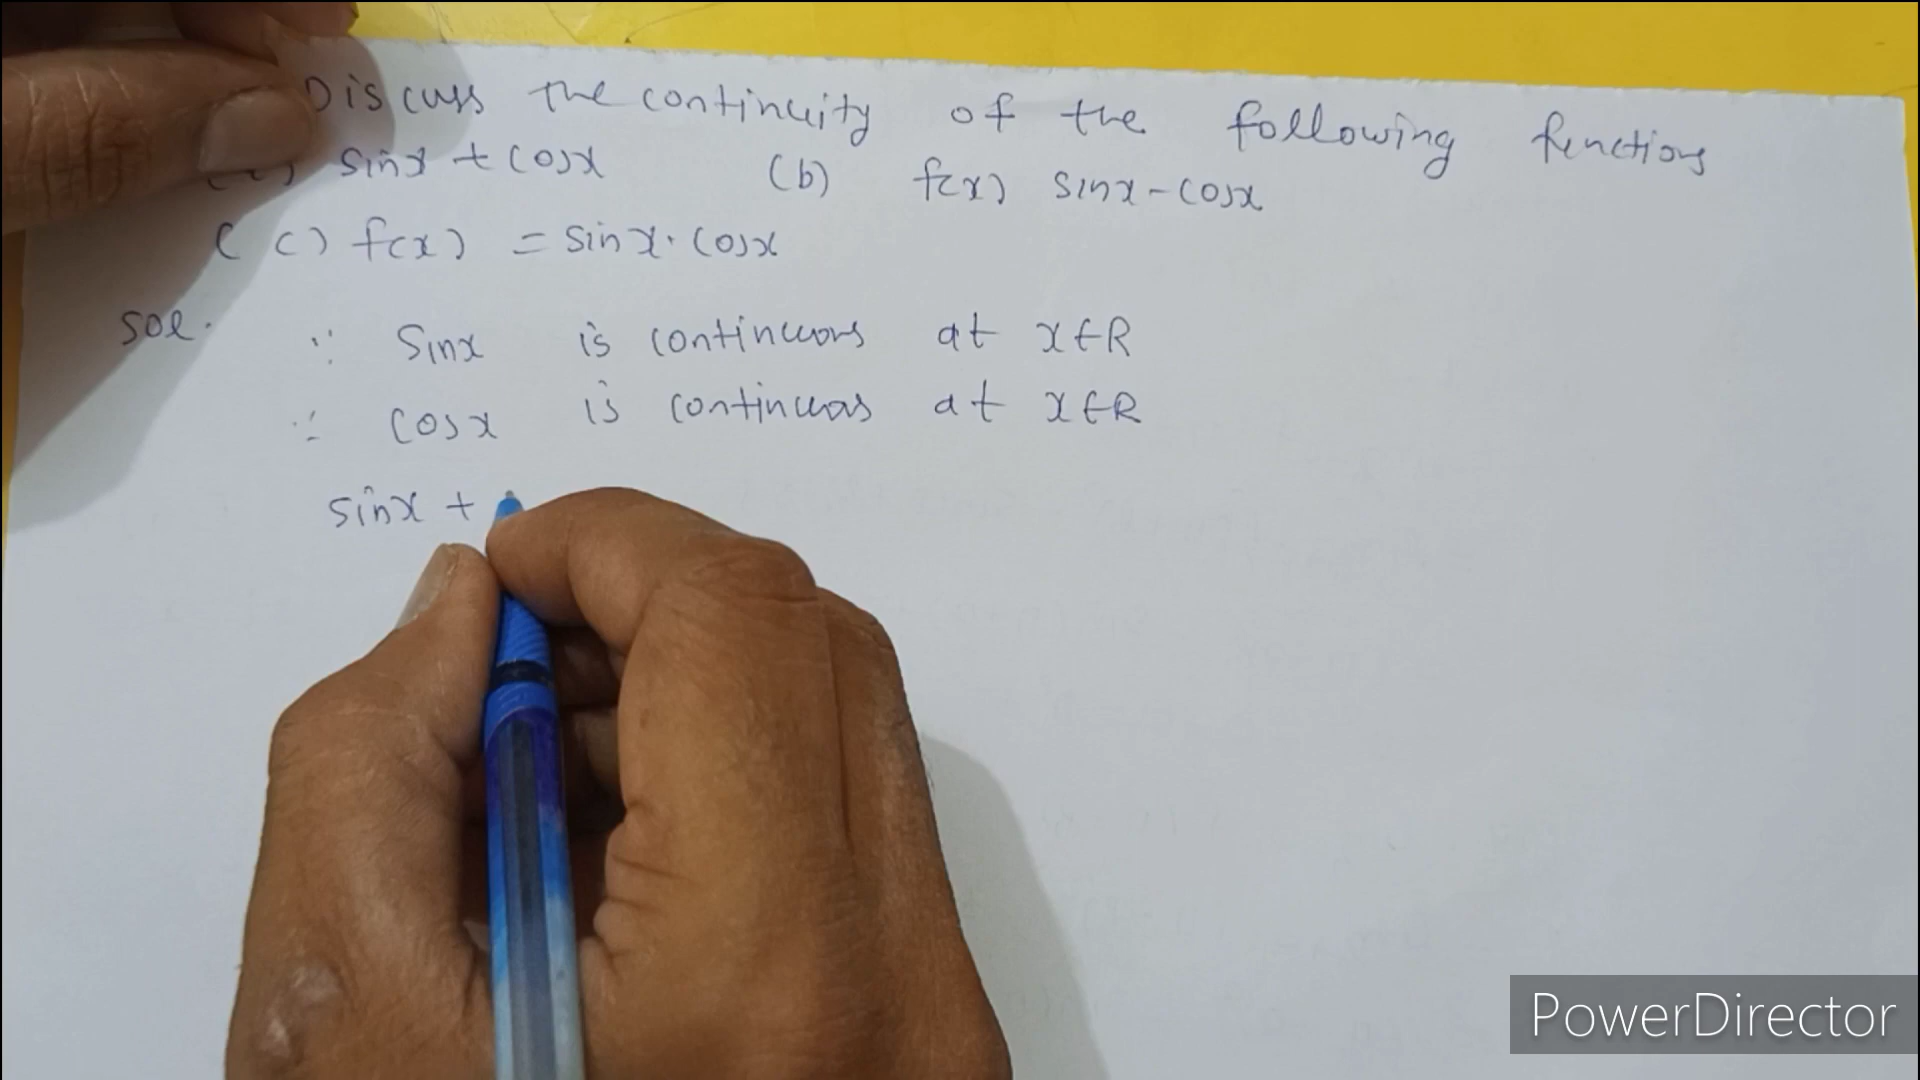 Discuss the continuity of the following functions
sinx + cosx (b) f(x) sinx - cosx
(c) f(x) = sinx . cosx
Sol. ∵ Sinx is continuous at x∈R
∵ cosx is continuous at x∈R
sinx +
PowerDirector